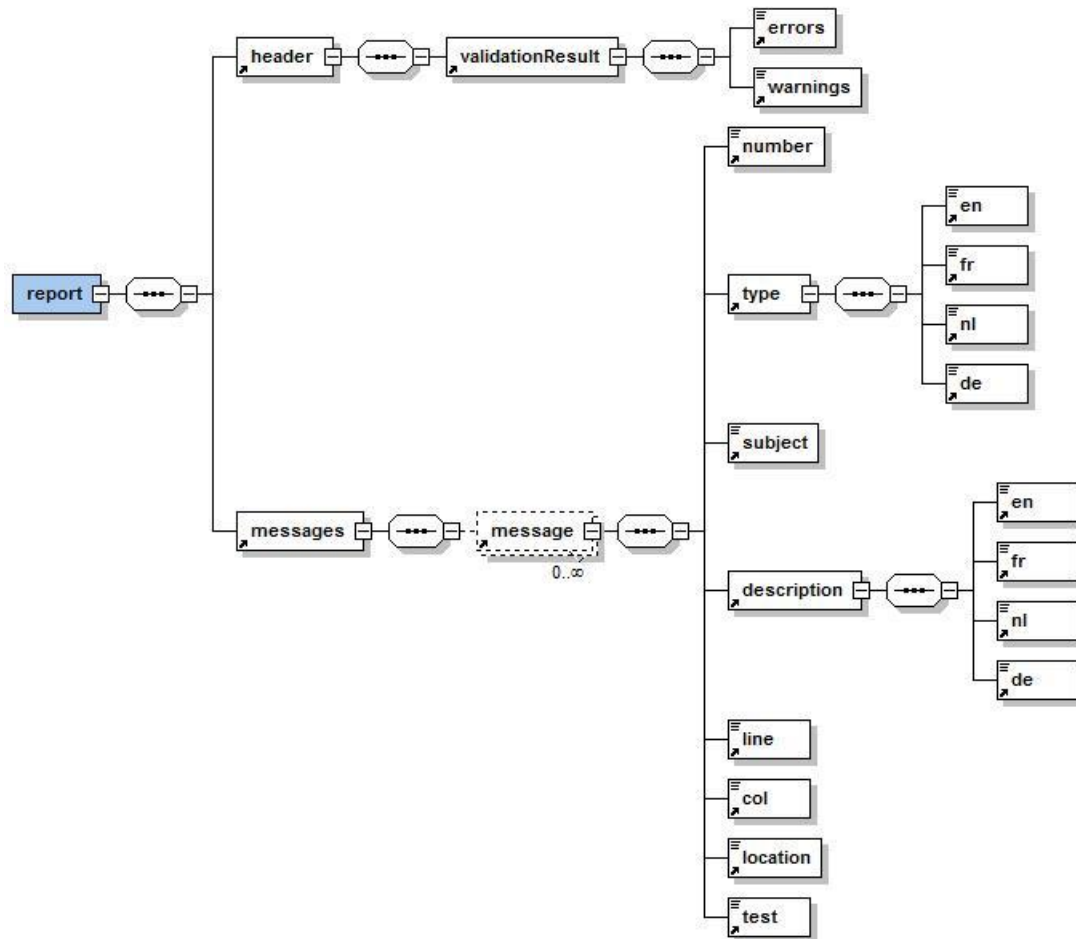 report
header
validationResult
errors
warnings
messages
message
0..∞
number
type
en
fr
nl
de
subject
description
en
fr
nl
de
line
col
location
test